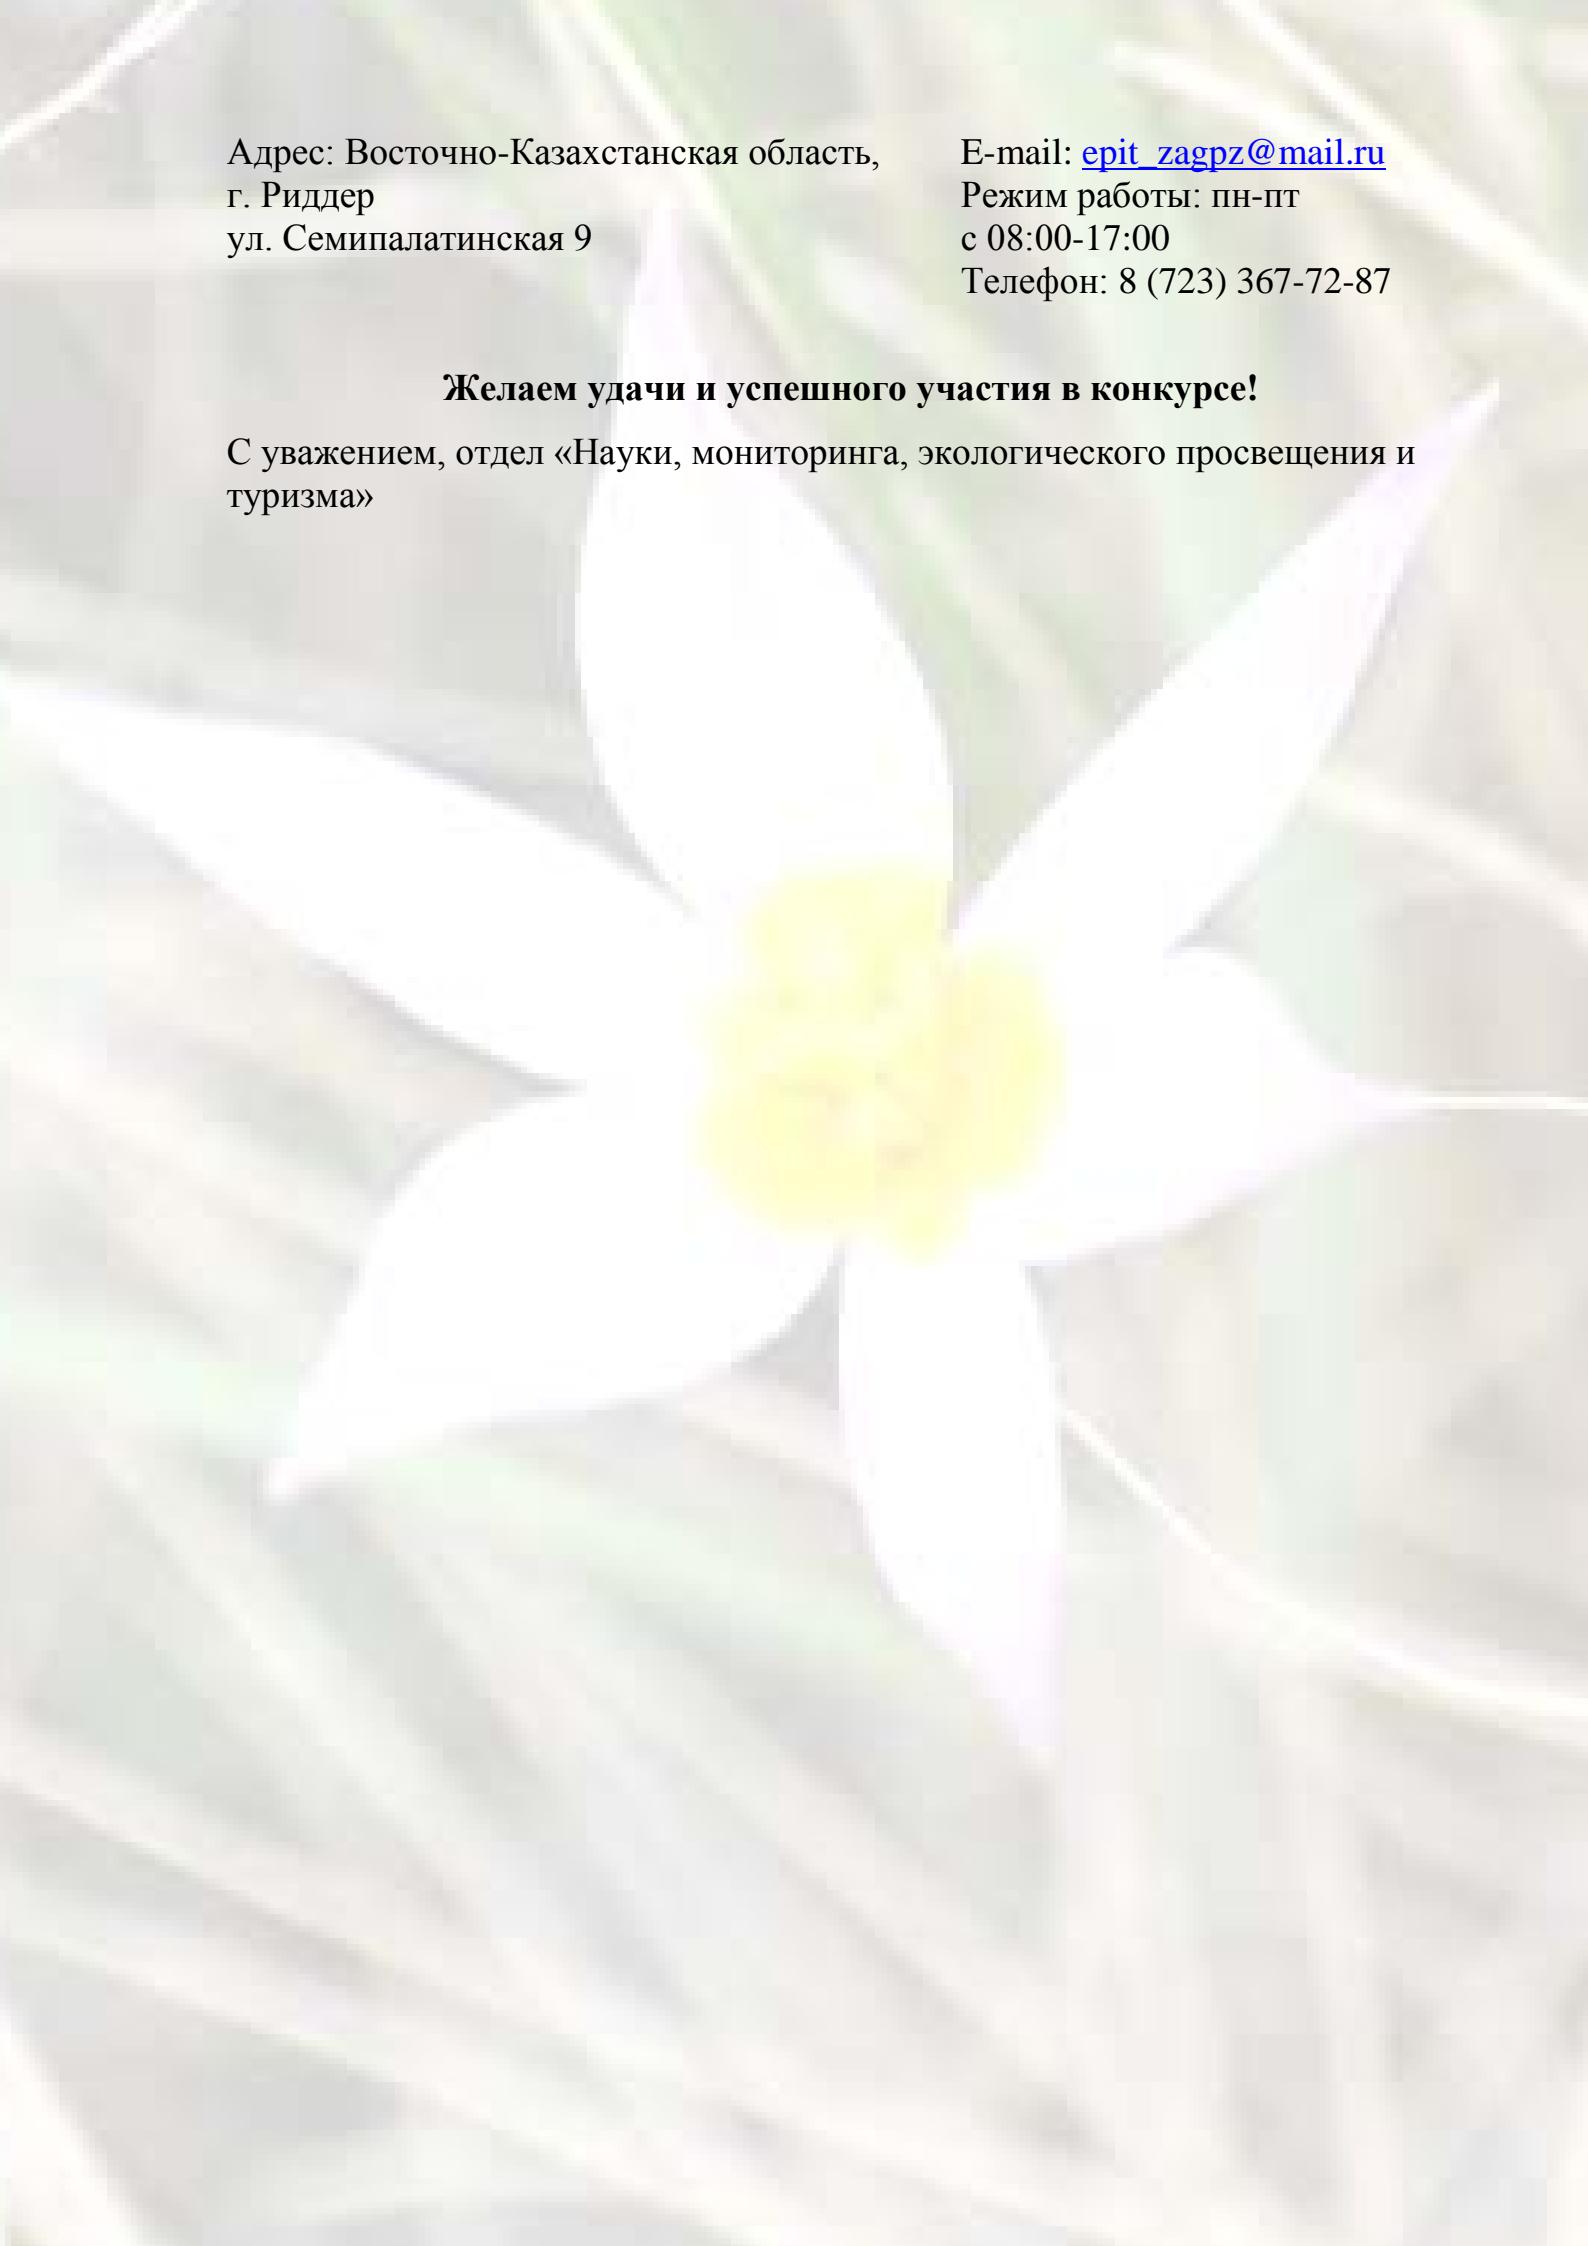 Адрес: Восточно-Казахстанская область,
г. Риддер
ул. Семипалатинская 9
E-mail: epit_zagpz@mail.ru
Режим работы: пн-пт
с 08:00-17:00
Телефон: 8 (723) 367-72-87
Желаем удачи и успешного участия в конкурсе!
С уважением, отдел «Науки, мониторинга, экологического просвещения и
туризма»